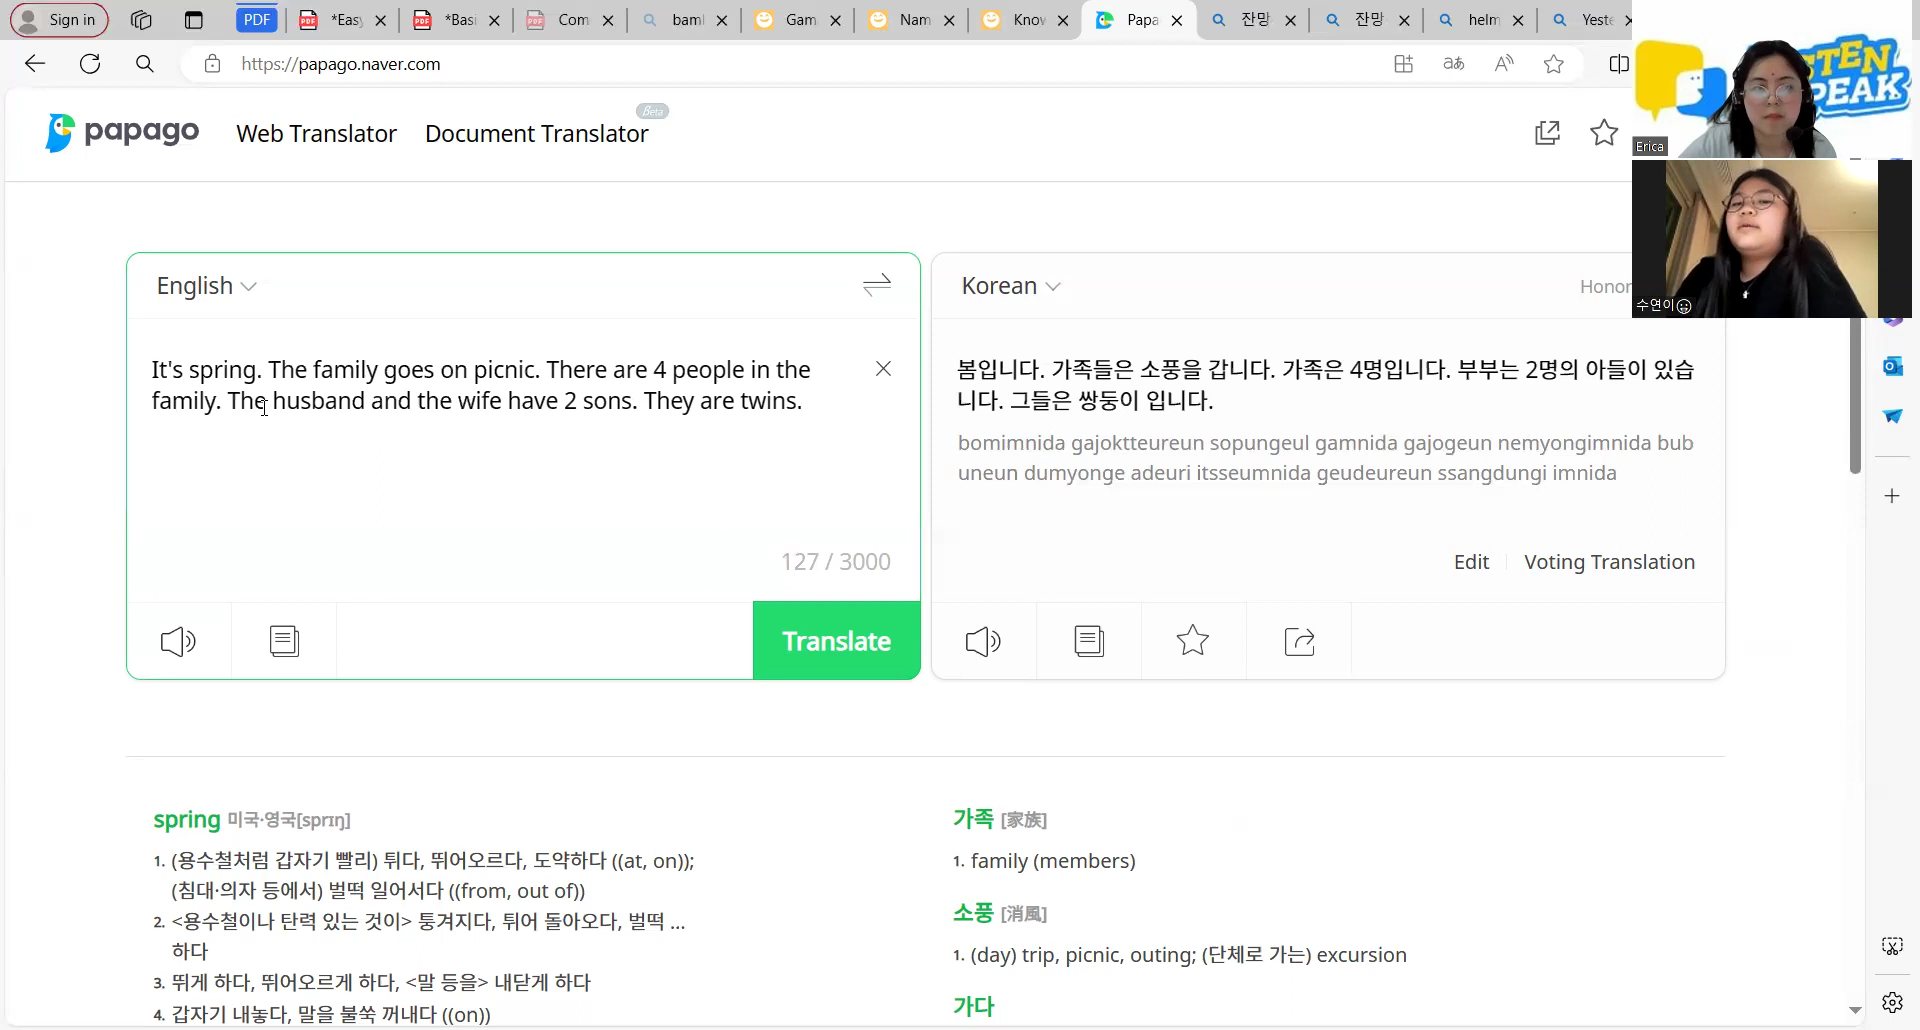 Sign in
PDF
*Easy
*Basi
Com
baml
Gam
Nam
Know
Papa
잔망
잔망
helm
Yeste
https://papago.naver.com
aあ
papago
Web Translator
Document Translator
Beta
STEN
PEAK
Erica
수연이
English
Korean
Honor
It's spring. The family goes on picnic. There are 4 people in the
family. The husband and the wife have 2 sons. They are twins.
봄입니다. 가족들은 소풍을 갑니다. 가족은 4명입니다. 부부는 2명의 아들이 있습
니다. 그들은 쌍둥이 입니다.
bomimnida gajoktteureun sopungeul gamnida gajogeun nemyongimnida bub
uneun dumyonge adeuri itsseumnida geudeureun ssangdungi imnida
127 / 3000
Edit
Voting Translation
Translate
spring 미국·영국[sprɪŋ]
1. (용수철처럼 갑자기 빨리) 튀다, 뛰어오르다, 도약하다 ((at, on));
(침대·의자 등에서) 벌떡 일어서다 ((from, out of))
2. <용수철이나 탄력 있는 것이> 퉁겨지다, 튀어 돌아오다, 벌떡 ...
하다
3. 뛰게 하다, 뛰어오르게 하다, <말 등을> 내닫게 하다
4. 갑자기 내놓다, 말을 불쑥 꺼내다 ((on))
가족 [家族]
1. family (members)
소풍 [消風]
1. (day) trip, picnic, outing; (단체로 가는) excursion
가다